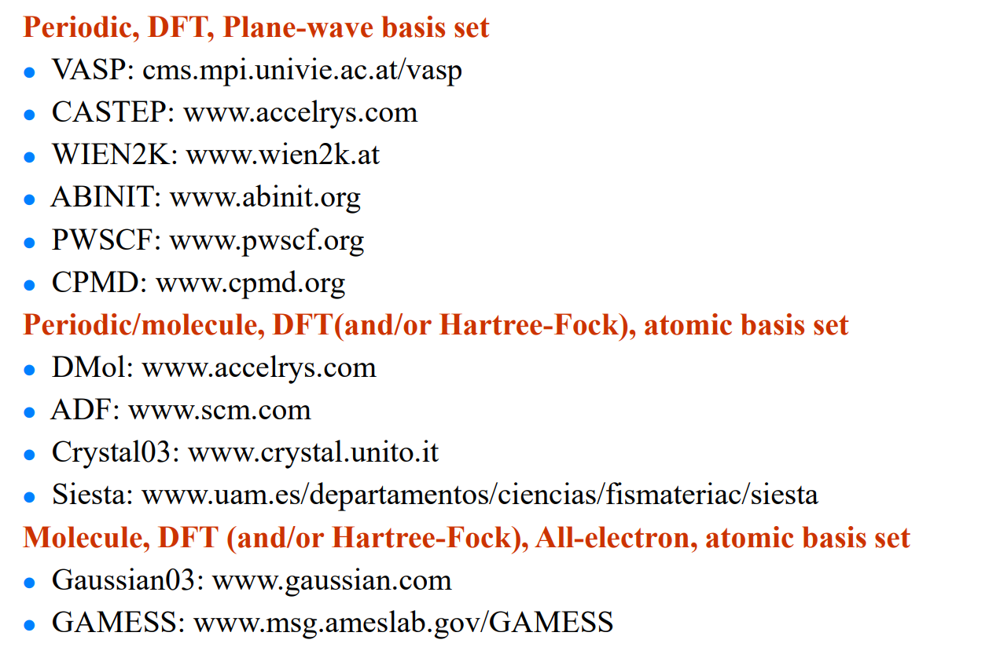 Periodic, DFT, Plane-wave basis set
• VASP: cms.mpi.univie.ac.at/vasp
• CASTEP: www.accelrys.com
• WIEN2K: www.wien2k.at
• ABINIT: www.abinit.org
• PWSCF: www.pwscf.org
• CPMD: www.cpmd.org
Periodic/molecule, DFT(and/or Hartree-Fock), atomic basis set
• DMol: www.accelrys.com
• ADF: www.scm.com
• Crystal03: www.crystal.unito.it
• Siesta: www.uam.es/departamentos/ciencias/fismateriac/siesta
Molecule, DFT (and/or Hartree-Fock), All-electron, atomic basis set
• Gaussian03: www.gaussian.com
• GAMESS: www.msg.ameslab.gov/GAMESS